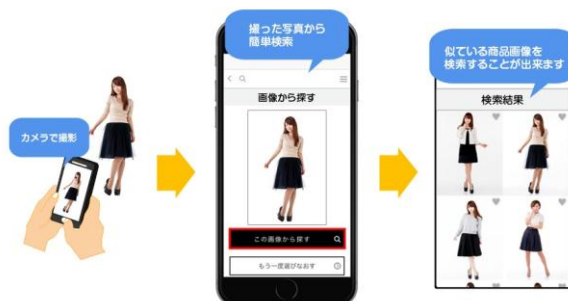 カメラで撮影
撮った写真から
簡単検索
画像から探す
この画像から探す
もう一度選びなおす
似ている商品画像を
検索することが出来ます
検索結果